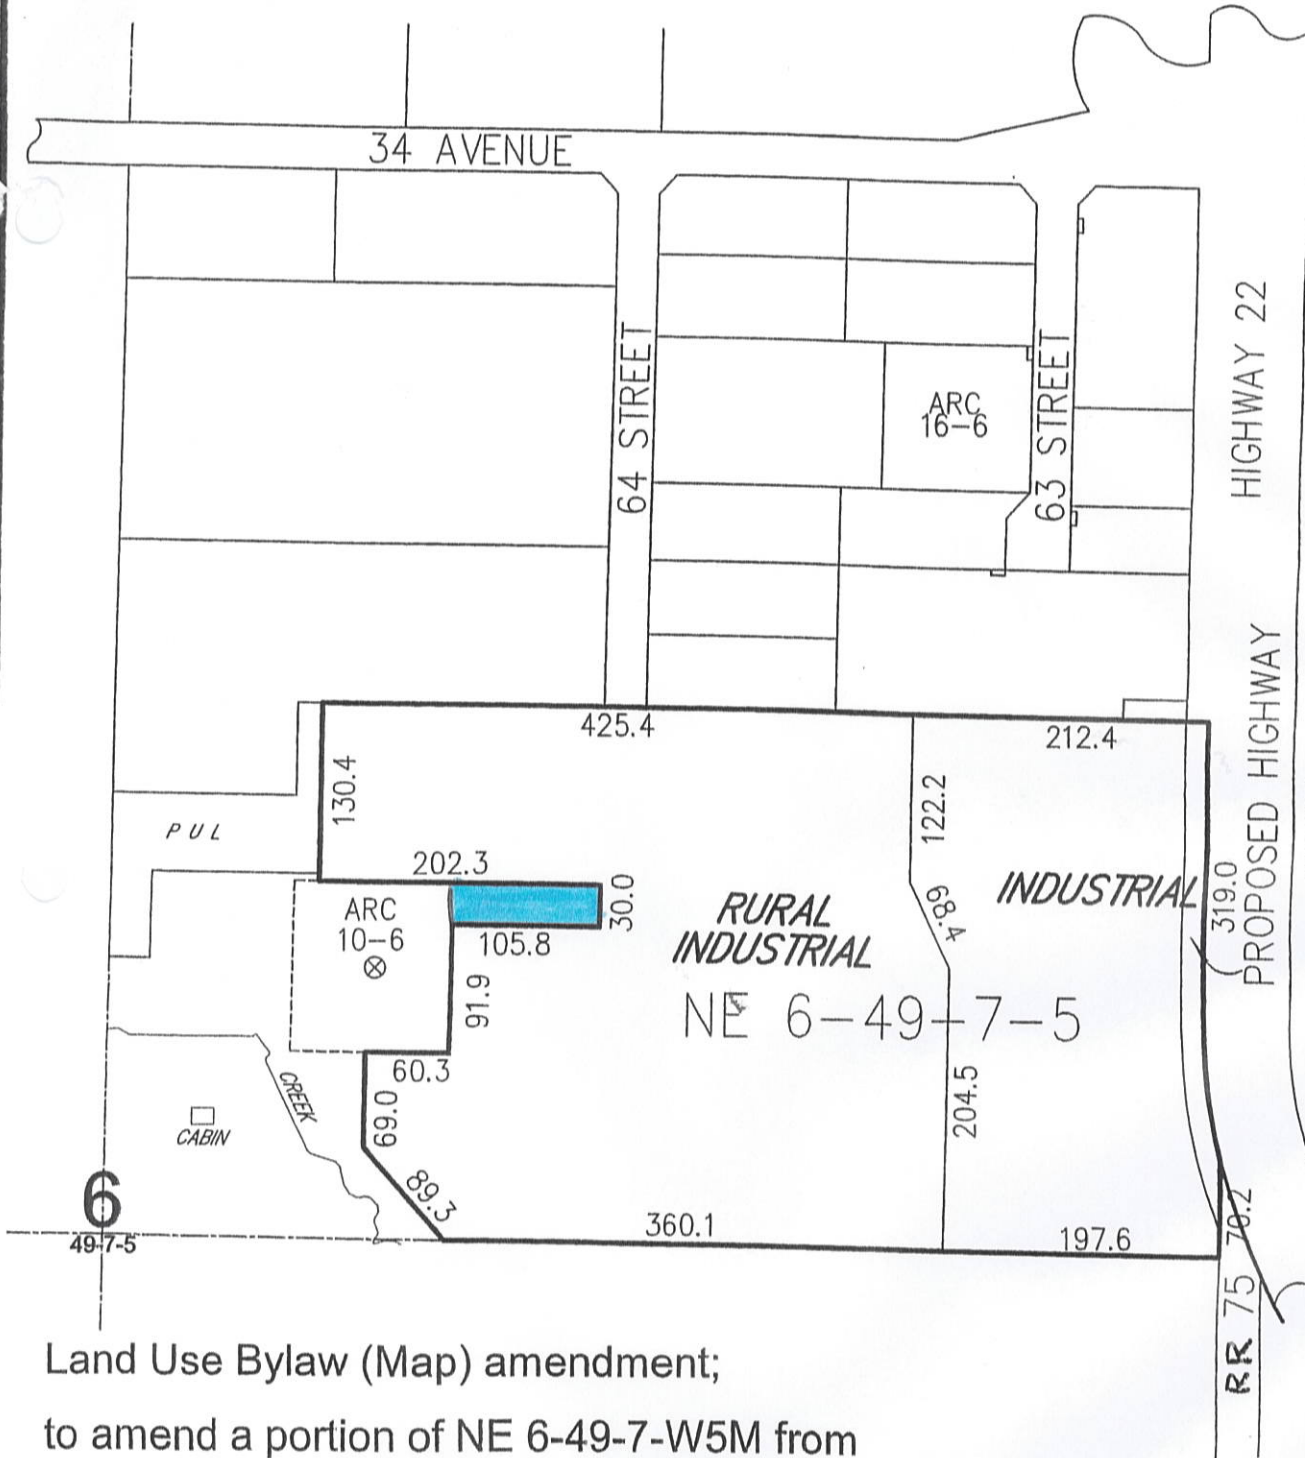 34 AVENUE
HIGHWAY 22
64 STREET
63 STREET
ARC
16-6
PROPOSED HIGHWAY
425.4
212.4
130.4
122.2
PUL
202.3
319.0
30.0
68.4
INDUSTRIAL
ARC
10-6
RURAL
INDUSTRIAL
105.8
91.9
NE 6-49-7-5
60.3
204.5
CREEK
69.0
CABIN
89.3
6
49-7-5
360.1
197.6
70.2
RR 75
Land Use Bylaw (Map) amendment;
to amend a portion of NE 6-49-7-W5M from